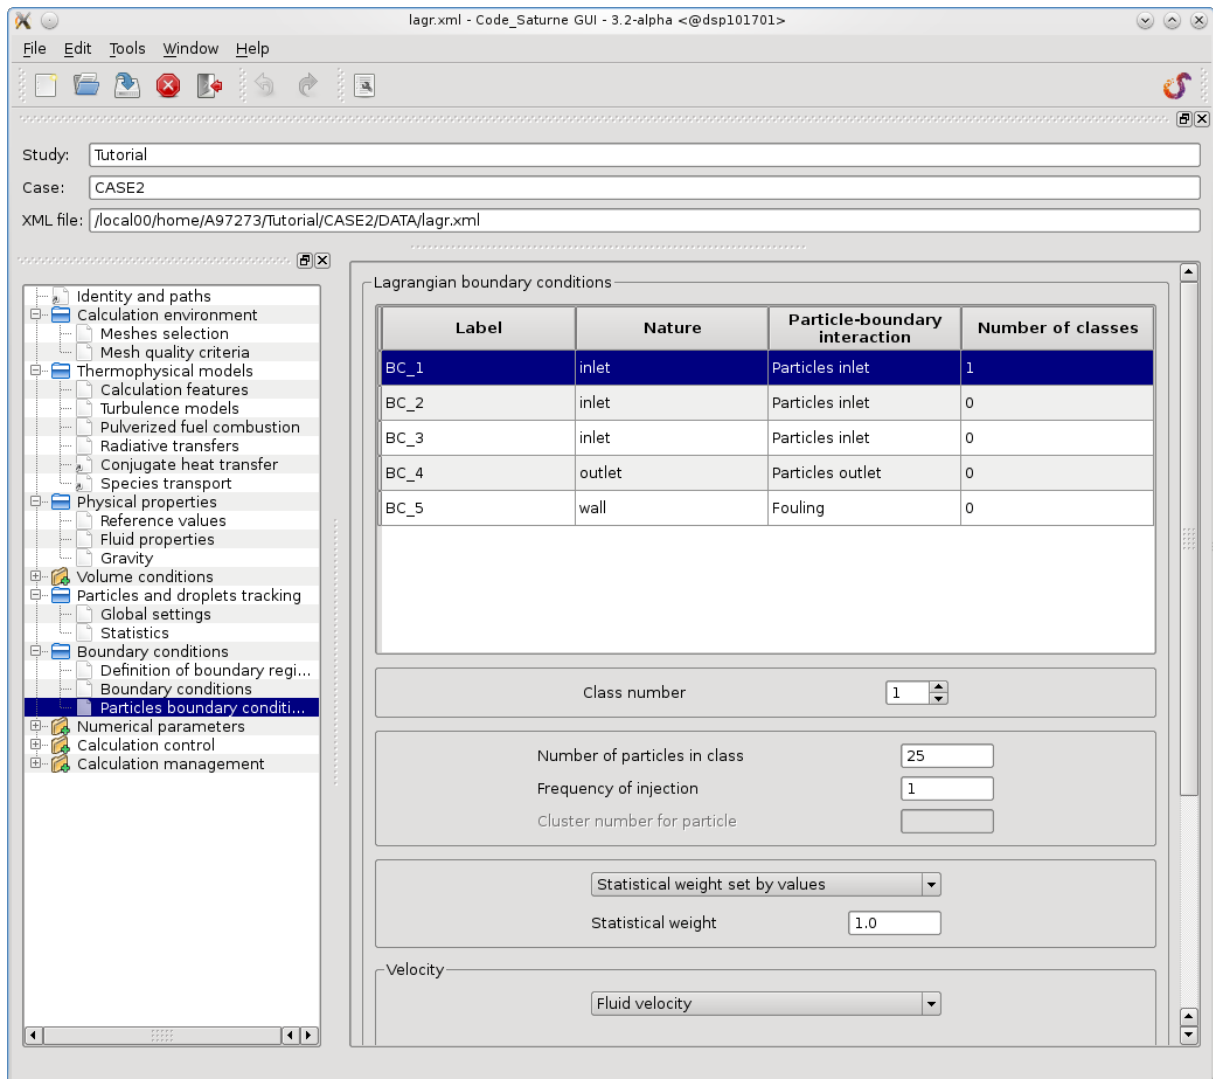 lagr.xml - Code_Saturne GUI - 3.2-alpha <@dsp101701>
File Edit Tools Window Help
Study: Tutorial
Case: CASE2
XML file: /local00/home/A97273/Tutorial/CASE2/DATA/lagr.xml
Identity and paths
Calculation environment
Meshes selection
Mesh quality criteria
Thermophysical models
Calculation features
Turbulence models
Pulverized fuel combustion
Radiative transfers
Conjugate heat transfer
Species transport
Physical properties
Reference values
Fluid properties
Gravity
Volume conditions
Particles and droplets tracking
Global settings
Statistics
Boundary conditions
Definition of boundary regi...
Boundary conditions
Particles boundary conditi...
Numerical parameters
Calculation control
Calculation management
Lagrangian boundary conditions
Label Nature Particle-boundary interaction Number of classes
BC_1 inlet Particles inlet 1
BC_2 inlet Particles inlet 0
BC_3 inlet Particles inlet 0
BC_4 outlet Particles outlet 0
BC_5 wall Fouling 0
Class number 1
Number of particles in class 25
Frequency of injection 1
Cluster number for particle
Statistical weight set by values
Statistical weight 1.0
Velocity
Fluid velocity